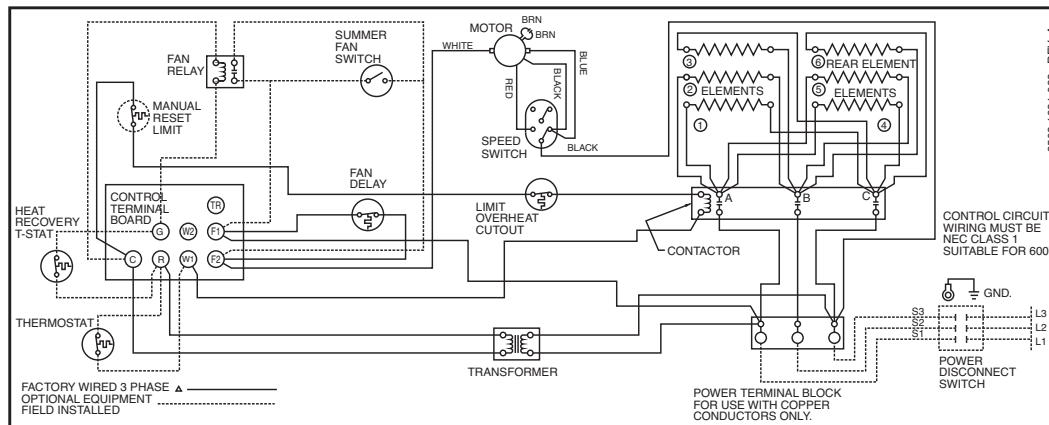 MOTOR
BRN
BRN
WHITE
BLUE
BLACK
RED
SPEED
SWITCH
BLACK
SUMMER
FAN
SWITCH
FAN
RELAY
MANUAL
RESET
LIMIT
3
2
ELEMENTS
1
6
REAR ELEMENT
5
ELEMENTS
4
A
B
C
CONTACTOR
FAN
DELAY
LIMIT
OVERHEAT
CUTOUT
HEAT
RECOVERY
T-STAT
CONTROL
TERMINAL
BOARD
TR
G
W2
F1
C
R
W1
F2
THERMOSTAT
TRANSFORMER
CONTROL CIRCUIT
WIRING MUST BE
NEC CLASS 1
SUITABLE FOR 600
GND.
S3
S2
S1
L3
L2
L1
POWER
DISCONNECT
SWITCH
POWER TERMINAL BLOCK
FOR USE WITH COPPER
CONDUCTORS ONLY.
FACTORY WIRED 3 PHASE Δ
OPTIONAL EQUIPMENT
FIELD INSTALLED